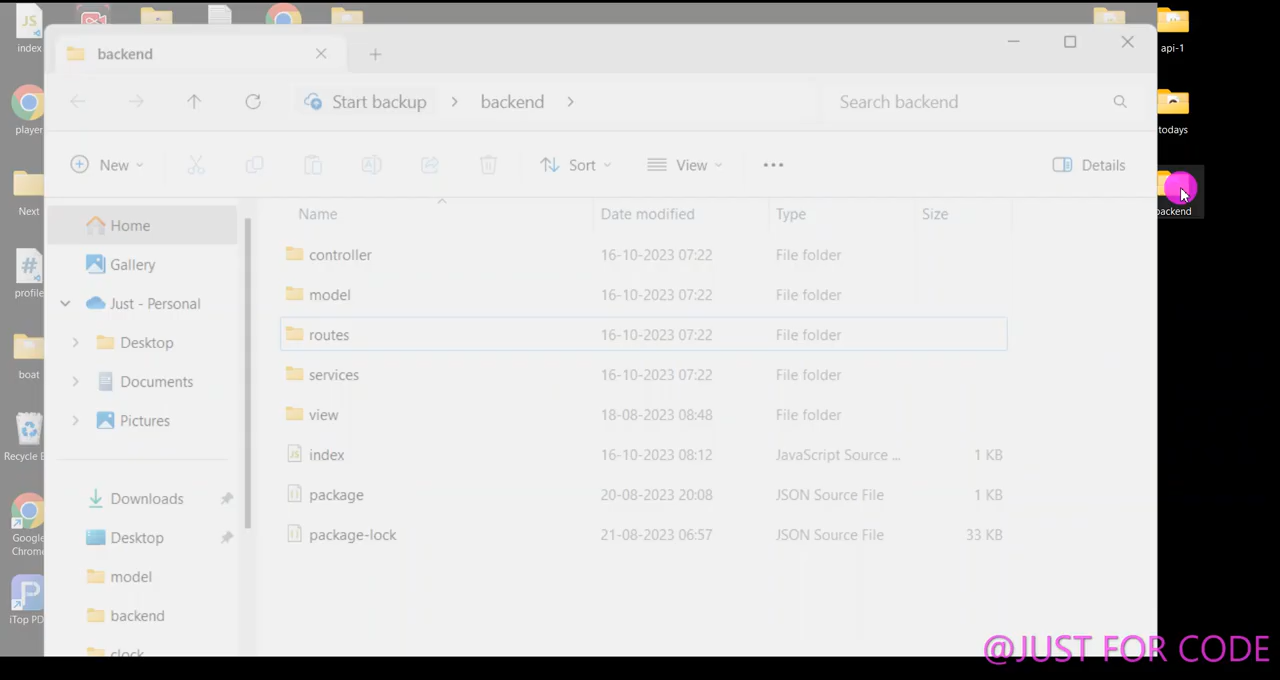 index
api-1
backend
Start backup
backend
Search backend
player
todays
New
Sort
View
Details
Next
backend
Name
Date modified
Type
Size
Home
controller
16-10-2023 07:22
File folder
Gallery
profile
model
16-10-2023 07:22
File folder
Just - Personal
routes
16-10-2023 07:22
File folder
Desktop
services
16-10-2023 07:22
File folder
boat
Documents
view
18-08-2023 08:48
File folder
Pictures
Recycle
index
16-10-2023 08:12
JavaScript Source ...
1 KB
Downloads
package
20-08-2023 20:08
JSON Source File
1 KB
Google
Chrome
Desktop
package-lock
21-08-2023 06:57
JSON Source File
33 KB
model
iTop PD
backend
clock
@JUST FOR CODE